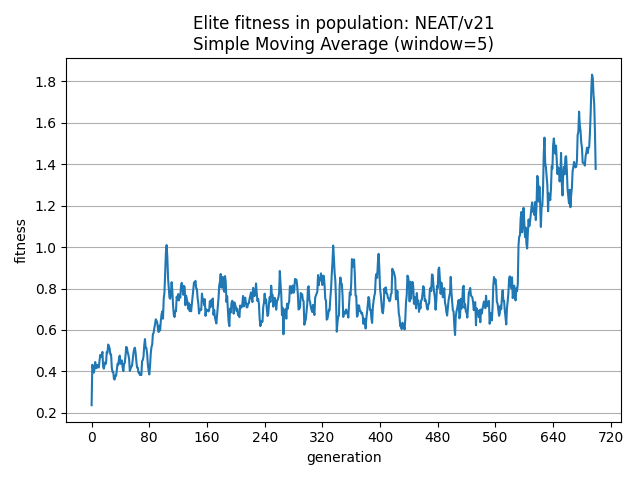 Elite fitness in population: NEAT/v21
Simple Moving Average (window=5)
fitness
1.8
1.6
1.4
1.2
1.0
0.8
0.6
0.4
0.2
0 80 160 240 320 400 480 560 640 720
generation